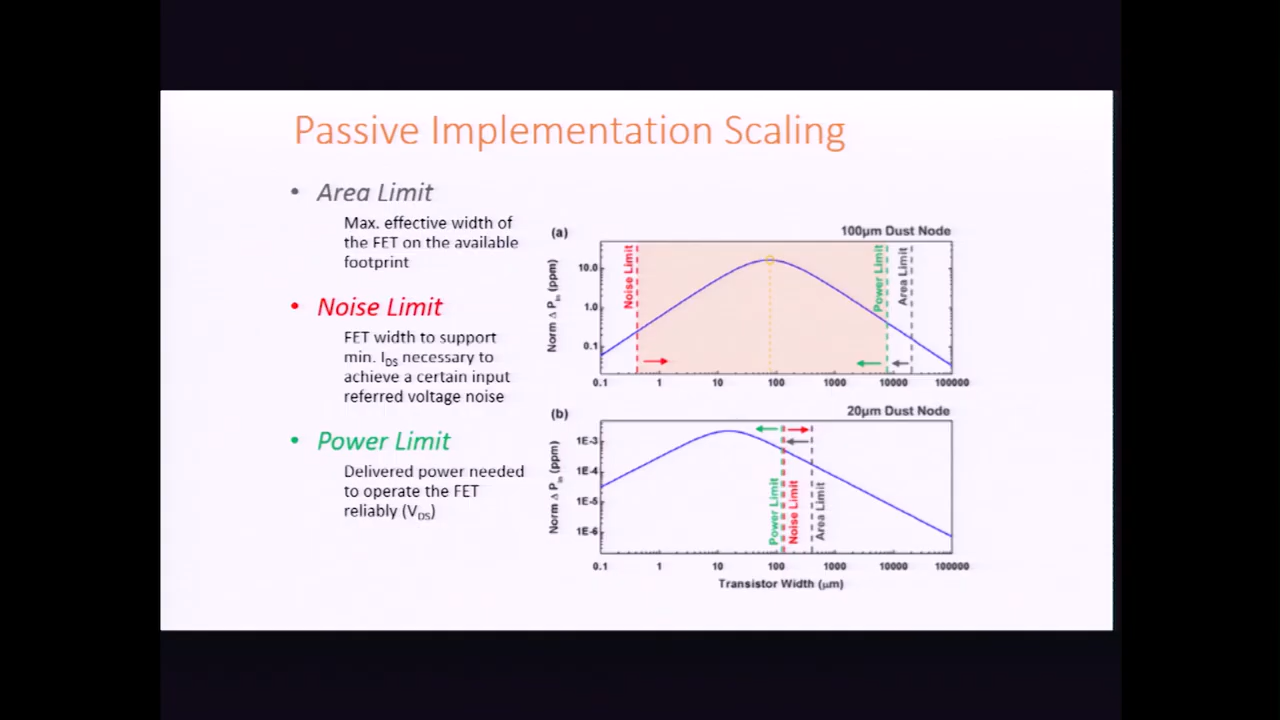 Passive Implementation Scaling
• Area Limit
Max. effective width of
the FET on the available
footprint
• Noise Limit
FET width to support
min. IDS necessary to
achieve a certain input
referred voltage noise
• Power Limit
Delivered power needed
to operate the FET
reliably (VDS)
(a)
100μm Dust Node
Norm Δ Pin (ppm)
10.0
1.0
0.1
Noise Limit
Power Limit
Area Limit
0.1 1 10 100 1000 10000 100000
(b)
20μm Dust Node
Norm Δ Pin (ppm)
1E-3
1E-4
1E-5
1E-6
Power Limit
Noise Limit
Area Limit
0.1 1 10 100 1000 10000 100000
Transistor Width (μm)